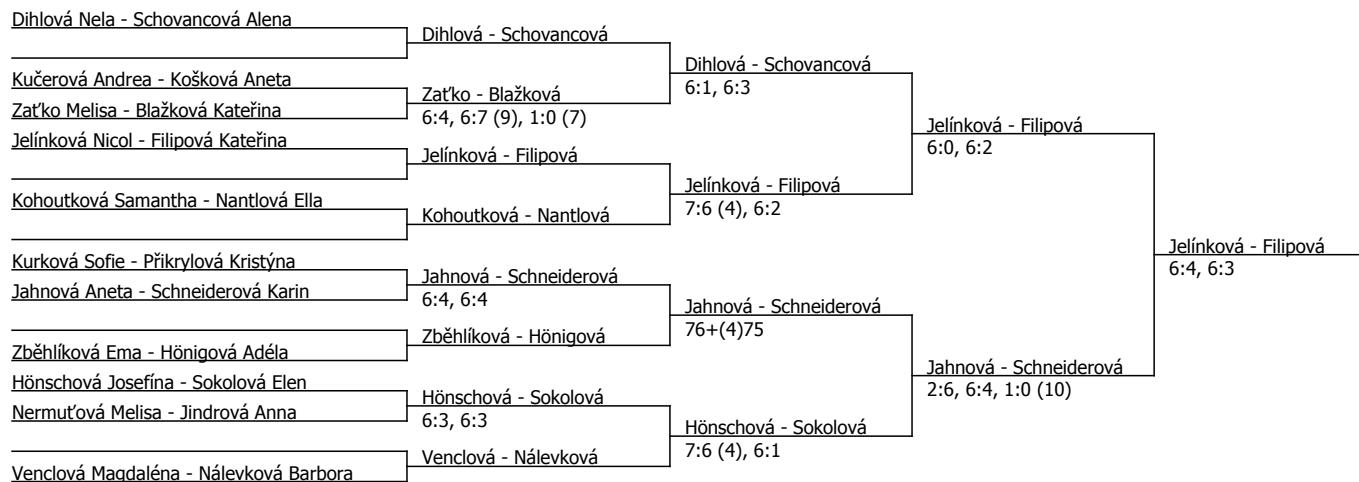 Dihlová Nela - Schovancová Alena
Kučerová Andrea - Košková Aneta
Zaťko Melisa - Blažková Kateřina
Jelínková Nicol - Filipová Kateřina
Kohoutková Samantha - Nantlová Ella
Kurková Sofie - Přikrylová Kristýna
Jahnová Aneta - Schneiderová Karin
Zběhlíková Ema - Hönigová Adéla
Hönschová Josefína - Sokolová Elen
Nermuťová Melisa - Jindrová Anna
Venclová Magdaléna - Nálevková Barbora
Dihlová - Schovancová
Zaťko - Blažková
6:4, 6:7 (9), 1:0 (7)
Jelínková - Filipová
Kohoutková - Nantlová
Jahnová - Schneiderová
6:4, 6:4
Zběhlíková - Hönigová
Hönschová - Sokolová
6:3, 6:3
Venclová - Nálevková
Dihlová - Schovancová
6:1, 6:3
Jelínková - Filipová
7:6 (4), 6:2
Jahnová - Schneiderová
76+(4)75
Hönschová - Sokolová
7:6 (4), 6:1
Jelínková - Filipová
6:0, 6:2
Jahnová - Schneiderová
2:6, 6:4, 1:0 (10)
Jelínková - Filipová
6:4, 6:3